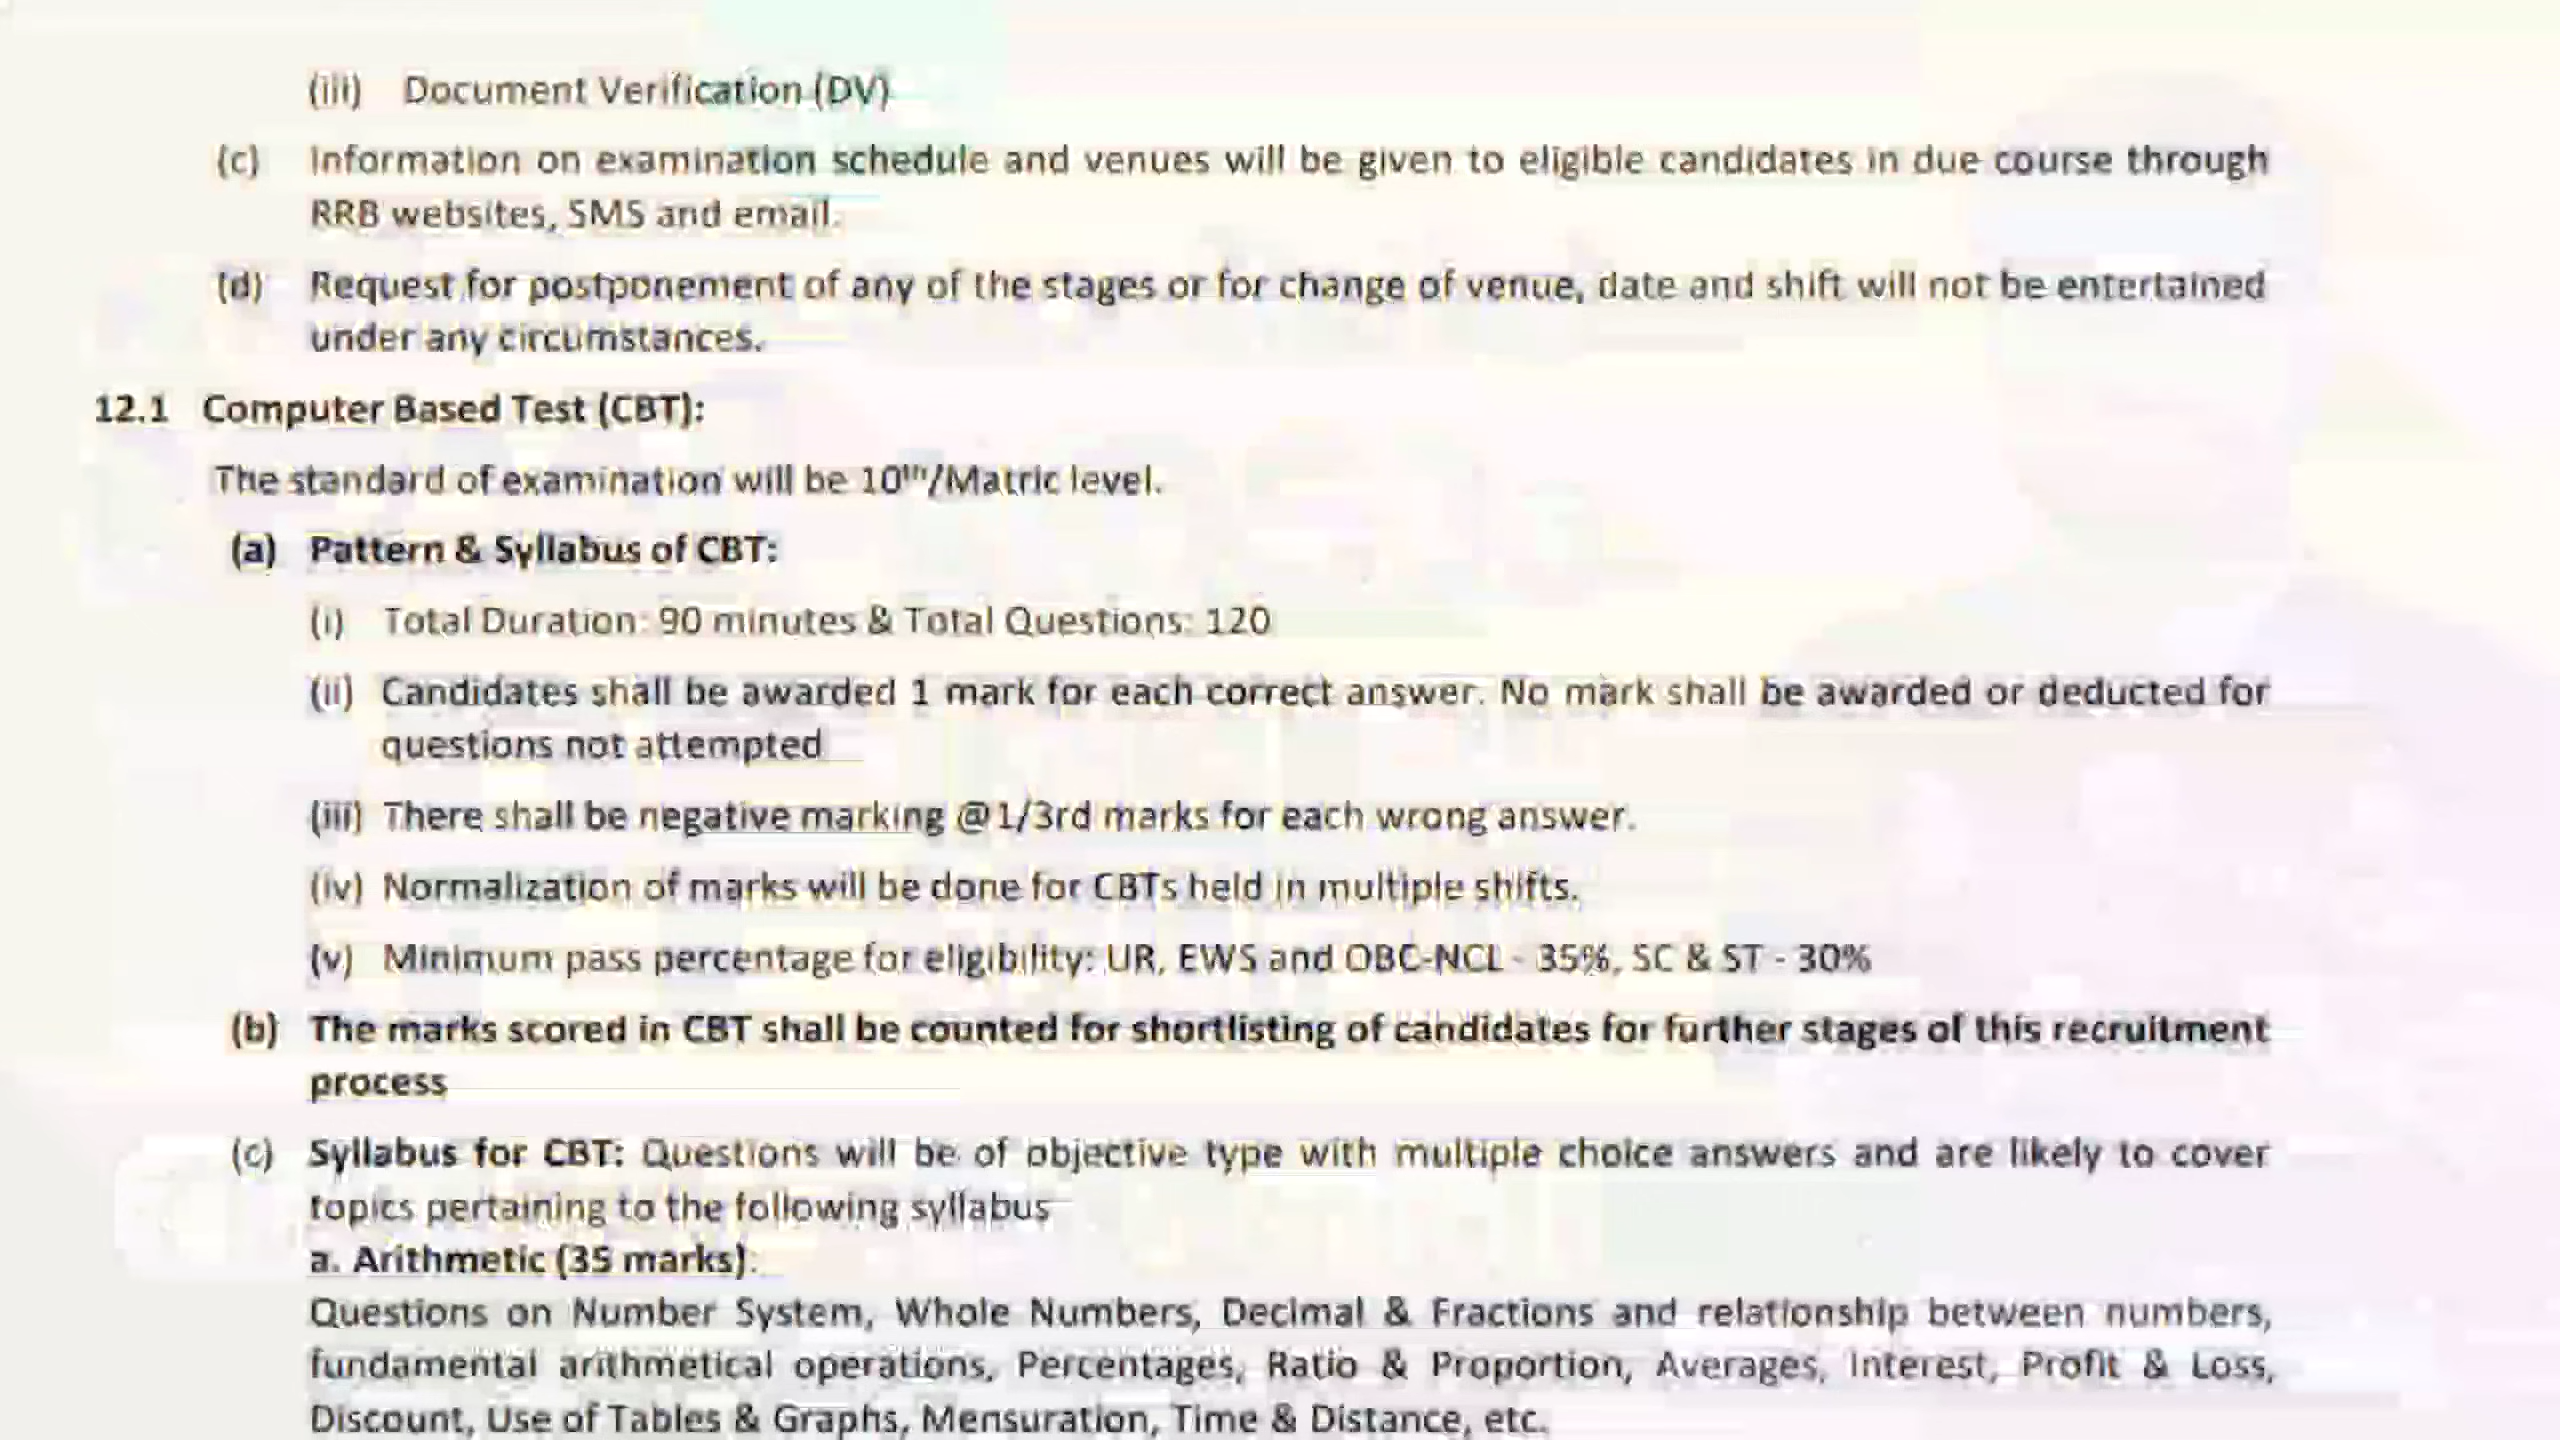 (iii) Document Verification (DV)
(c) Information on examination schedule and venues will be given to eligible candidates in due course through
RRB websites, SMS and email.
(d) Request for postponement of any of the stages or for change of venue, date and shift will not be entertained
under any circumstances.
12.1 Computer Based Test (CBT):
The standard of examination will be 10th/Matric level.
(a) Pattern & Syllabus of CBT:
(i) Total Duration: 90 minutes & Total Questions: 120
(ii) Candidates shall be awarded 1 mark for each correct answer. No mark shall be awarded or deducted for
questions not attempted
(iii) There shall be negative marking @1/3rd marks for each wrong answer.
(iv) Normalization of marks will be done for CBTs held in multiple shifts.
(v) Minimum pass percentage for eligibility: UR, EWS and OBC-NCL - 35%, SC & ST - 30%
(b) The marks scored in CBT shall be counted for shortlisting of candidates for further stages of this recruitment
process
(c) Syllabus for CBT: Questions will be of objective type with multiple choice answers and are likely to cover
topics pertaining to the following syllabus
a. Arithmetic (35 marks):
Questions on Number System, Whole Numbers, Decimal & Fractions and relationship between numbers,
fundamental arithmetical operations, Percentages, Ratio & Proportion, Averages, Interest, Profit & Loss,
Discount, Use of Tables & Graphs, Mensuration, Time & Distance, etc.